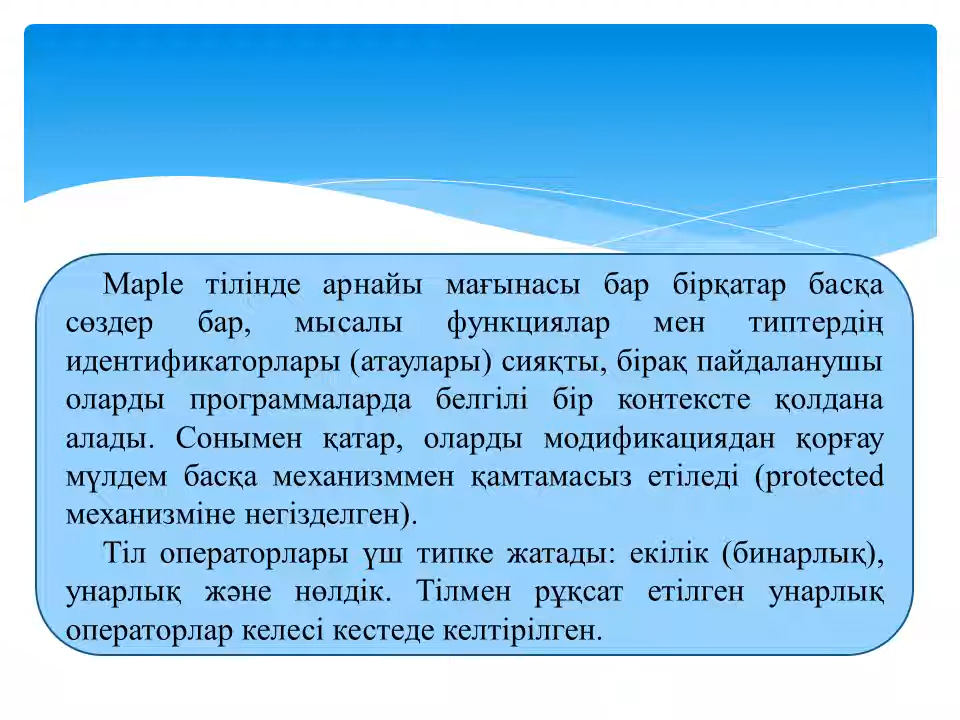 Maple тілінде арнайы мағынасы бар бірқатар басқа
сөздер бар, мысалы функциялар мен типтердің
идентификаторлары (атаулары) сияқты, бірақ пайдаланушы
оларды программаларда белгілі бір контексте қолдана
алады. Сонымен қатар, оларды модификациядан қорғау
мүлдем басқа механизммен қамтамасыз етіледі (protected
механизміне негізделген).
Тіл операторлары үш типке жатады: екілік (бинарлық),
унарлық және нөлдік. Тілмен рұқсат етілген унарлық
операторлар келесі кестеде келтірілген.